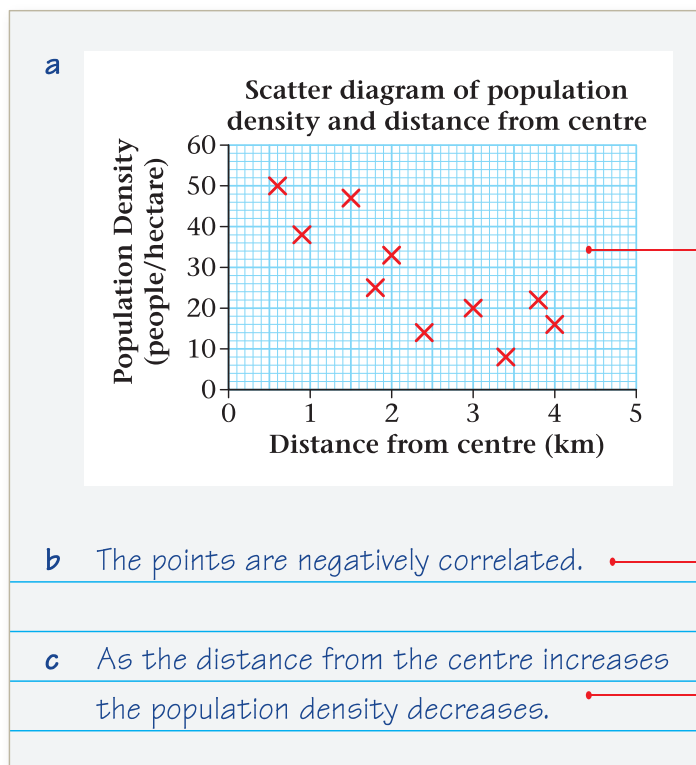 a
Scatter diagram of population
density and distance from centre
Population Density
(people/hectare)
60
50
40
30
20
10
0
0 1 2 3 4 5
Distance from centre (km)
b The points are negatively correlated.
c As the distance from the centre increases
the population density decreases.